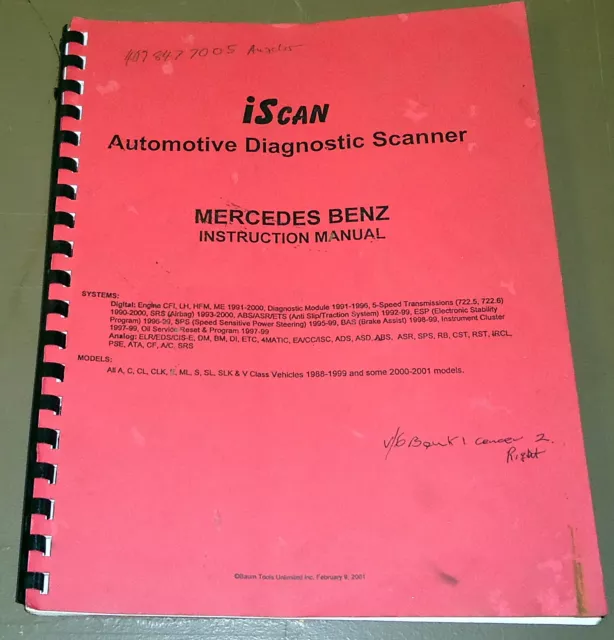 4078477005 Angelo
iSCAN
Automotive Diagnostic Scanner
MERCEDES BENZ
INSTRUCTION MANUAL
SYSTEMS:
Digital: Engine CFI, LH, HFM, ME 1991-2000, Diagnostic Module 1991-1996, 5-Speed Transmissions (722.5, 722.6)
1990-2000, SRS (Airbag) 1993-2000, ABS/ASR/ETS (Anti Slip/Traction System) 1992-99, ESP (Electronic Stability
Program) 1996-99, SPS (Speed Sensitive Power Steering) 1995-99, BAS (Brake Assist) 1998-99, Instrument Cluster
1997-99, Oil Service Reset & Program 1997-99
Analog: ELR/EDS/CIS-E, DM, BM, DI, ETC, 4MATIC, EA/CC/ISC, ADS, ASD, ABS, ASR, SPS, RB, CST, RST, IRCL,
PSE, ATA, CF, A/C, SRS
MODELS:
All A, C, CL, CLK, E, ML, S, SL, SLK & V Class Vehicles 1988-1999 and some 2000-2001 models.
V/6 Bank 1 censer 2.
Right
©Baum Tools Unlimited Inc. February 9, 2001